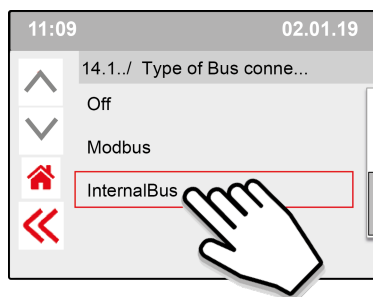 11:09 02.01.19
14.1../ Type of Bus conne...
Off
Modbus
InternalBus